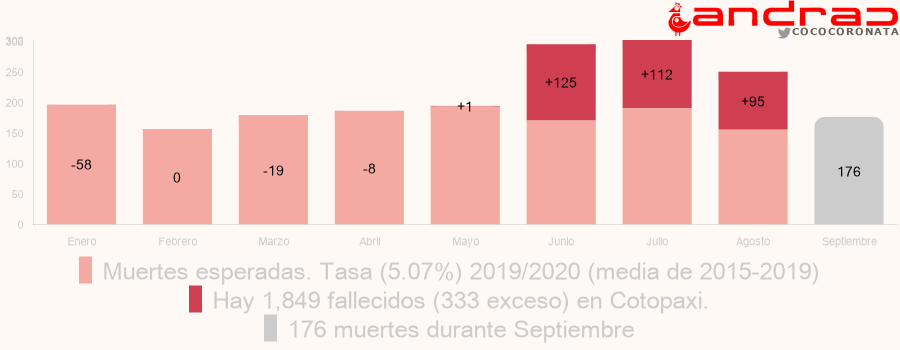 andrac
COCOCORONATA
300
250
200
150
100
50
0
-58
0
-19
-8
+1
+125
+112
+95
176
Enero Febrero Marzo Abril Mayo Junio Julio Agosto Septiembre
Muertes esperadas. Tasa (5.07%) 2019/2020 (media de 2015-2019)
Hay 1,849 fallecidos (333 exceso) en Cotopaxi.
176 muertes durante Septiembre